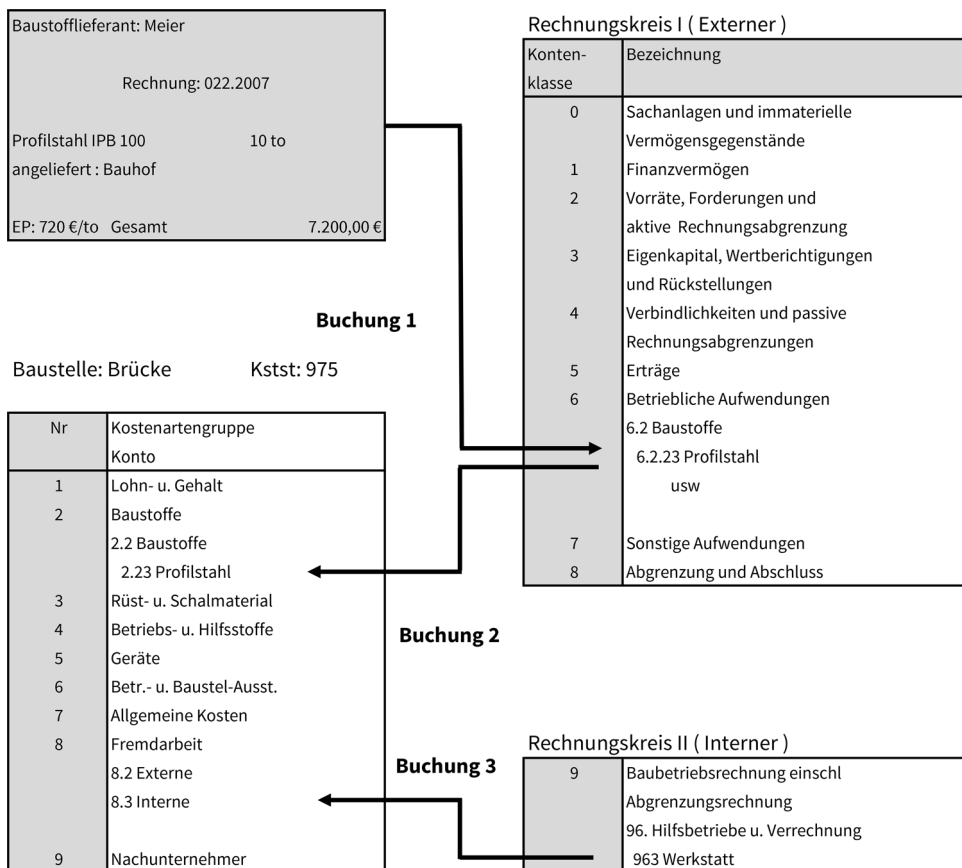 Baustofflieferant: Meier
Rechnung: 022.2007
Profilstahl IPB 100 10 to
angeliefert : Bauhof
EP: 720 €/to Gesamt 7.200,00 €
Rechnungskreis I ( Externer )
Konten- Bezeichnung
klasse
0 Sachanlagen und immaterielle
Vermögensgegenstände
1 Finanzvermögen
2 Vorräte, Forderungen und
aktive Rechnungsabgrenzung
3 Eigenkapital, Wertberichtigungen
und Rückstellungen
4 Verbindlichkeiten und passive
Rechnungsabgrenzungen
5 Erträge
6 Betriebliche Aufwendungen
6.2 Baustoffe
6.2.23 Profilstahl
usw
7 Sonstige Aufwendungen
8 Abgrenzung und Abschluss
Buchung 1
Baustelle: Brücke Kstst: 975
Nr Kostenartengruppe
Konto
1 Lohn- u. Gehalt
2 Baustoffe
2.2 Baustoffe
2.23 Profilstahl
3 Rüst- u. Schalmaterial
4 Betriebs- u. Hilfsstoffe
5 Geräte
6 Betr.- u. Baustel-Ausst.
7 Allgemeine Kosten
8 Fremdarbeit
8.2 Externe
8.3 Interne
9 Nachunternehmer
Buchung 2
Buchung 3
Rechnungskreis II ( Interner )
9 Baubetriebsrechnung einschl
Abgrenzungsrechnung
96. Hilfsbetriebe u. Verrechnung
963 Werkstatt